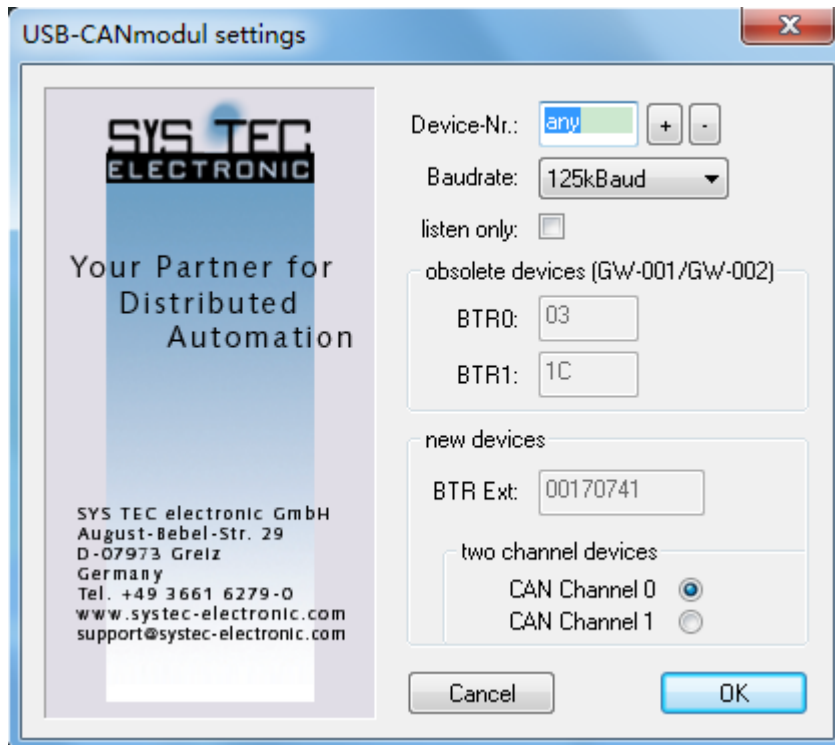 USB-CANmodul settings
SYS TEC
ELECTRONIC
Your Partner for
Distributed
Automation
SYS TEC electronic GmbH
August-Bebel-Str. 29
D-07973 Greiz
Germany
Tel. +49 3661 6279-0
www.systec-electronic.com
support@systec-electronic.com
Device-Nr.: any + -
Baudrate: 125kBaud
listen only:
obsolete devices (GW-001/GW-002)
BTR0: 03
BTR1: 1C
new devices
BTR Ext: 00170741
two channel devices
CAN Channel 0
CAN Channel 1
Cancel OK